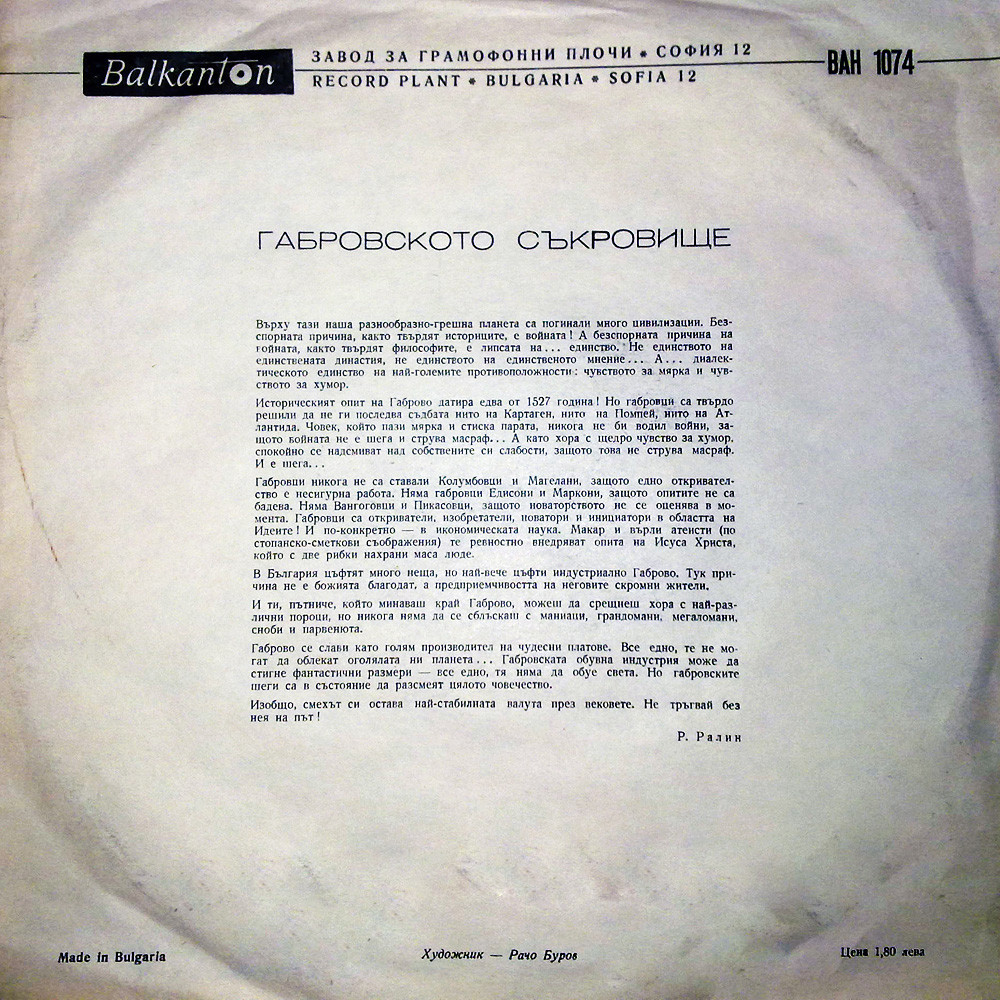 Balkanton
ЗАВОД ЗА ГРАМОФОННИ ПЛОЧИ * СОФИЯ 12
RECORD PLANT * BULGARIA * SOFIA 12
ВАН 1074
ГАБРОВСКОТО СЪКРОВИЩЕ
Върху тази наша разнообразно-грешна планета са погинали много цивилизации. Без-
спорната причина, както твърдят историците, е войната! А безспорната причина на
войната, както твърдят философите, е липсата на... единство. Не единството на
единствената династия, не единството на единственото мнение... А... диалек-
тическото единство на най-големите противоположности: чувството за мярка и чув-
ството за хумор.
Историческият опит на Габрово датира едва от 1527 година! Но габровци са твърдо
решили да не ги последва съдбата нито на Картаген, нито на Помпей, нито на Ат-
лантида. Човек, който пази мярка и стиска парата, никога не би водил войни, за-
щото войната не е шега и струва масраф... А като хора с щедро чувство за хумор,
спокойно се надсмиват над собствените си слабости, защото това не струва масраф.
И е шега...
Габровци никога не са ставали Колумбовци и Магелани, защото едно откривател-
ство е несигурна работа. Няма габровци Едисони и Маркони, защото опитите не са
бадева. Няма Вангоговци и Пикасовци, защото новаторството не се оценява в мо-
мента. Габровци са откриватели, изобретатели, новатори и инициатори в областта на
Идеите! И по-конкретно — в икономическата наука. Макар и върли атеисти (по
стопанско-сметкови съображения) те ревностно внедряват опита на Исуса Христа,
който с две рибки нахрани маса люде.
В България цъфтят много неща, но най-вече цъфти индустриално Габрово. Тук при-
чина не е божията благодат, а предприемчивостта на неговите скромни жители.
И ти, пътниче, който минаваш край Габрово, можеш да срещнеш хора с най-раз-
лични пороци, но никога няма да се сблъскаш с маниаци, грандомани, мегаломани,
сноби и парвенюта.
Габрово се слави като голям производител на чудесни платове. Все едно, те не мо-
гат да облекат оголялата ни планета... Габровската обувна индустрия може да
стигне фантастични размери — все едно, тя няма да обуе света. Но габровските
шеги са в състояние да разсмеят цялото човечество.
Изобщо, смехът си остава най-стабилната валута през вековете. Не тръгвай без
нея на път!
Р. Ралин
Made in Bulgaria
Художник — Рачо Буров
Цена 1,80 лева